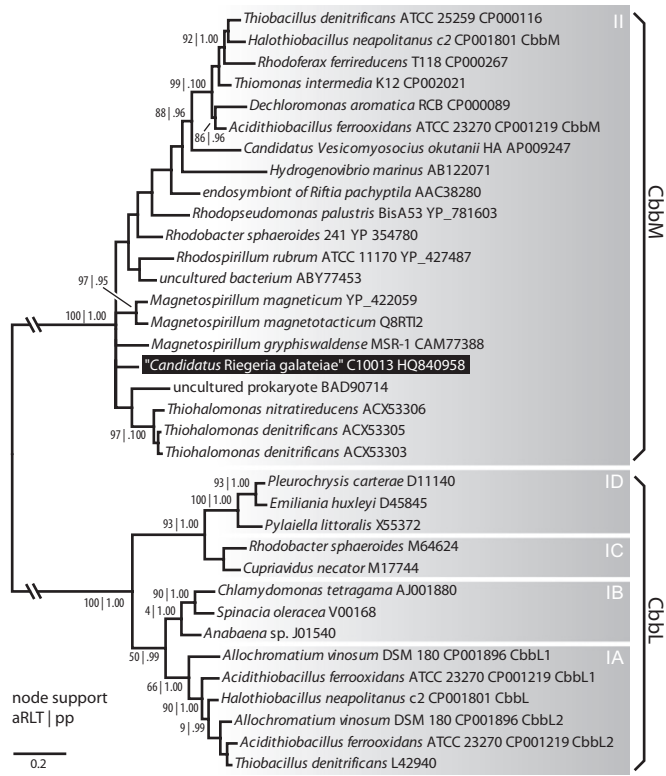 Thiobacillus denitrificans ATCC 25259 CP000116
II
92 | 1.00
Halothiobacillus neapolitanus c2 CP001801 CbbM
Rhodoferax ferrireducens T118 CP000267
99 | .100
Thiomonas intermedia K12 CP002021
Dechloromonas aromatica RCB CP000089
88 | .96
Acidithiobacillus ferrooxidans ATCC 23270 CP001219 CbbM
86 | .96
Candidatus Vesicomyosocius okutanii HA AP009247
Hydrogenovibrio marinus AB122071
endosymbiont of Riftia pachyptila AAC38280
Rhodopseudomonas palustris BisA53 YP_781603
CbbM
Rhodobacter sphaeroides 241 YP 354780
Rhodospirillum rubrum ATCC 11170 YP_427487
97 | .95
uncultured bacterium ABY77453
Magnetospirillum magneticum YP_422059
100 | 1.00
Magnetospirillum magnetotacticum Q8RTI2
Magnetospirillum gryphiswaldense MSR-1 CAM77388
"Candidatus Riegeria galateiae" C10013 HQ840958
uncultured prokaryote BAD90714
Thiohalomonas nitratireducens ACX53306
97 | .100
Thiohalomonas denitrificans ACX53305
Thiohalomonas denitrificans ACX53303
93 | 1.00
Pleurochrysis carterae D11140
ID
100 | 1.00
Emiliania huxleyi D45845
93 | 1.00
Pylaiella littoralis X55372
Rhodobacter sphaeroides M64624
IC
Cupriavidus necator M17744
90 | 1.00
Chlamydomonas tetragama AJ001880
IB
100 | 1.00
4 | 1.00
Spinacia oleracea V00168
CbbL
Anabaena sp. J01540
50 | .99
Allochromatium vinosum DSM 180 CP001896 CbbL1
IA
66 | 1.00
Acidithiobacillus ferrooxidans ATCC 23270 CP001219 CbbL1
90 | 1.00
Halothiobacillus neapolitanus c2 CP001801 CbbL
9 | .99
Allochromatium vinosum DSM 180 CP001896 CbbL2
Acidithiobacillus ferrooxidans ATCC 23270 CP001219 CbbL2
Thiobacillus denitrificans L42940
node support
aRLT | pp
0.2